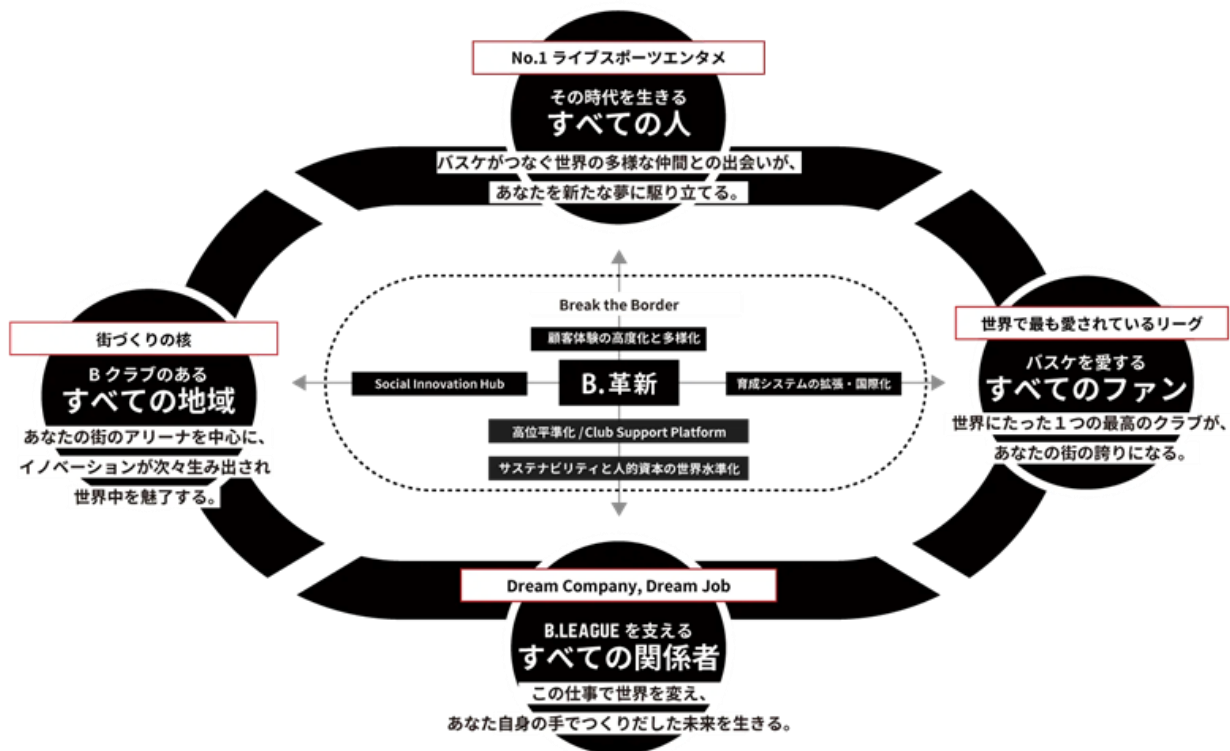 No.1 ライブスポーツエンタメ
その時代を生きる
すべての人
バスケがつなぐ世界の多様な仲間との出会いが、
あなたを新たな夢に駆り立てる。
街づくりの核
B クラブのある
すべての地域
あなたの街のアリーナを中心に、
イノベーションが次々生み出され
世界中を魅了する。
Break the Border
顧客体験の高度化と多様化
Social Innovation Hub
B.革新
育成システムの拡張・国際化
高位平準化 / Club Support Platform
サステナビリティと人的資本の世界水準化
世界で最も愛されているリーグ
バスケを愛する
すべてのファン
世界にたった1つの最高のクラブが、
あなたの街の誇りになる。
Dream Company, Dream Job
B.LEAGUE を支える
すべての関係者
この仕事で世界を変え、
あなた自身の手でつくりだした未来を生きる。